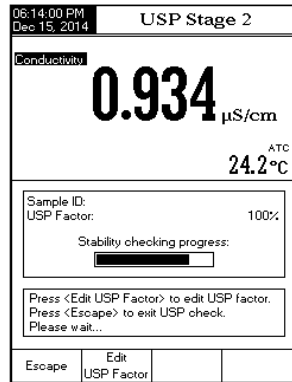 06:14:00 PM
Dec 15, 2014
USP Stage 2
Conductivity
0.934 µS/cm
ATC
24.2°C
Sample ID:
USP Factor: 100%
Stability checking progress:
Press <Edit USP Factor> to edit USP factor.
Press <Escape> to exit USP check.
Please wait...
Escape
Edit
USP Factor